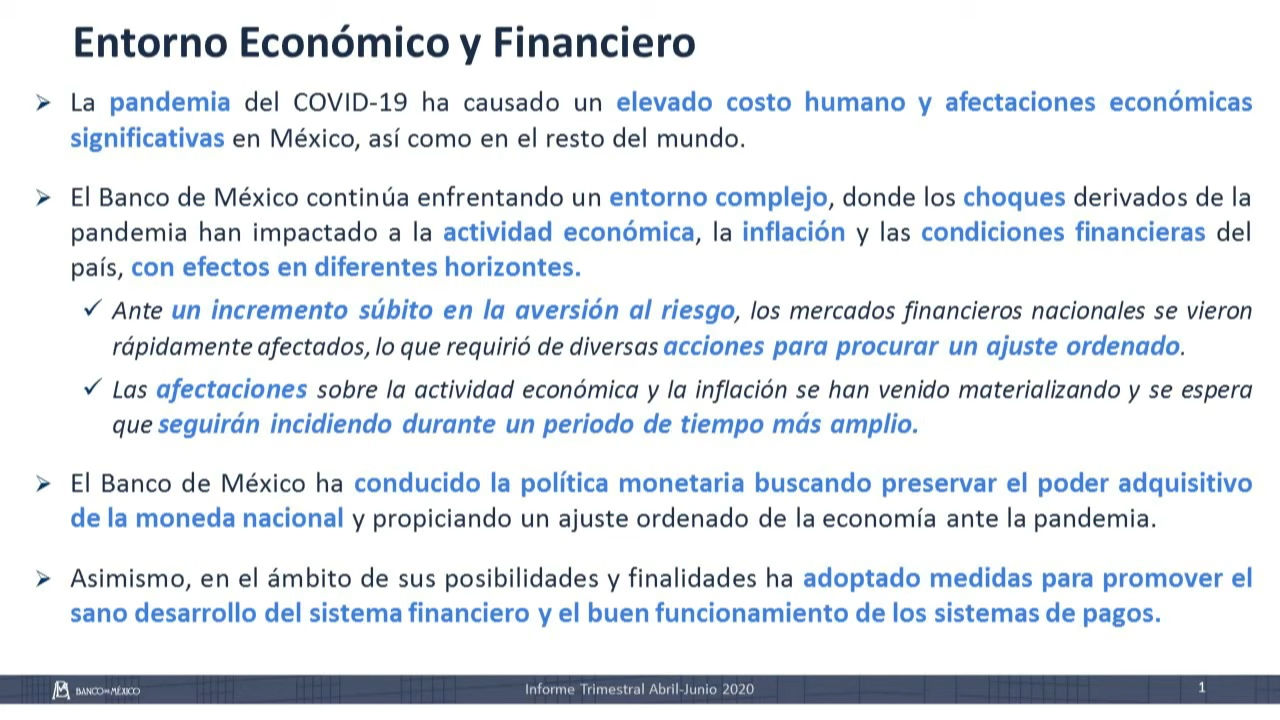 Entorno Económico y Financiero
➢ La pandemia del COVID-19 ha causado un elevado costo humano y afectaciones económicas
significativas en México, así como en el resto del mundo.
➢ El Banco de México continúa enfrentando un entorno complejo, donde los choques derivados de la
pandemia han impactado a la actividad económica, la inflación y las condiciones financieras del
país, con efectos en diferentes horizontes.
✓ Ante un incremento súbito en la aversión al riesgo, los mercados financieros nacionales se vieron
rápidamente afectados, lo que requirió de diversas acciones para procurar un ajuste ordenado.
✓ Las afectaciones sobre la actividad económica y la inflación se han venido materializando y se espera
que seguirán incidiendo durante un periodo de tiempo más amplio.
➢ El Banco de México ha conducido la política monetaria buscando preservar el poder adquisitivo
de la moneda nacional y propiciando un ajuste ordenado de la economía ante la pandemia.
➢ Asimismo, en el ámbito de sus posibilidades y finalidades ha adoptado medidas para promover el
sano desarrollo del sistema financiero y el buen funcionamiento de los sistemas de pagos.
BANCO DE MÉXICO
Informe Trimestral Abril-Junio 2020
1